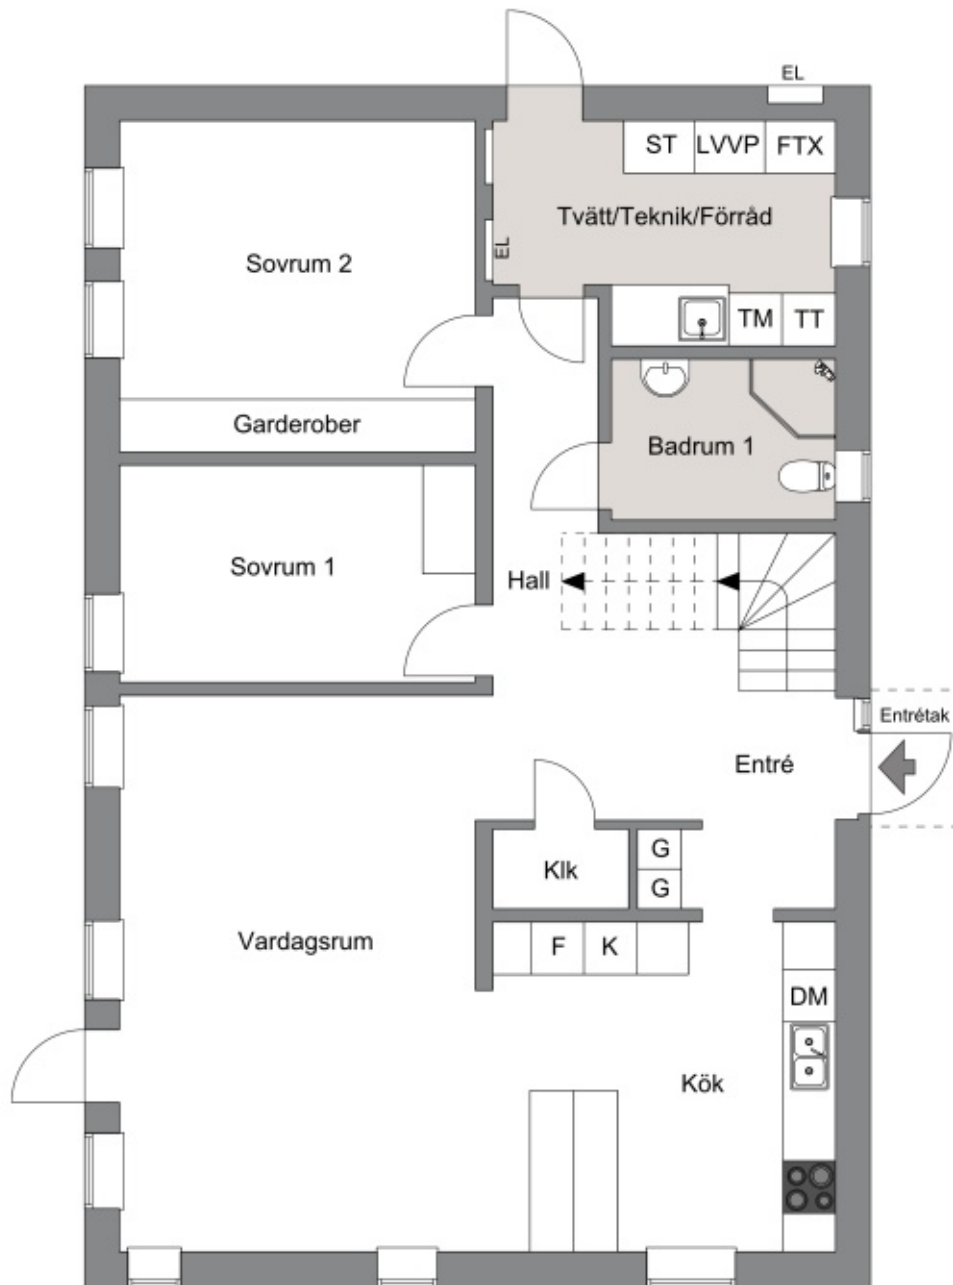 EL
ST LVVP FTX
Tvätt/Teknik/Förråd
EL
Sovrum 2
TM TT
Garderober
Badrum 1
Sovrum 1
Hall
Entrétak
Entré
G
Klk
G
Vardagsrum
F K
DM
Kök